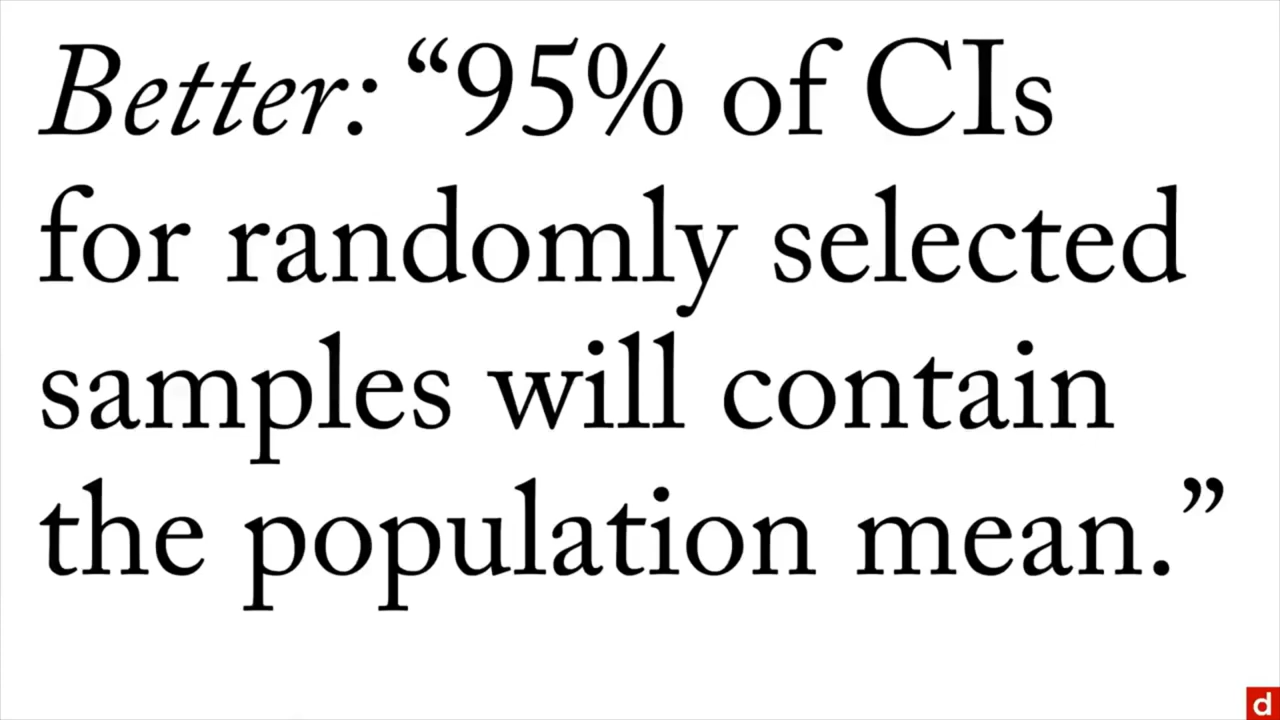 Better: “95% of CIs
for randomly selected
samples will contain
the population mean.”
d